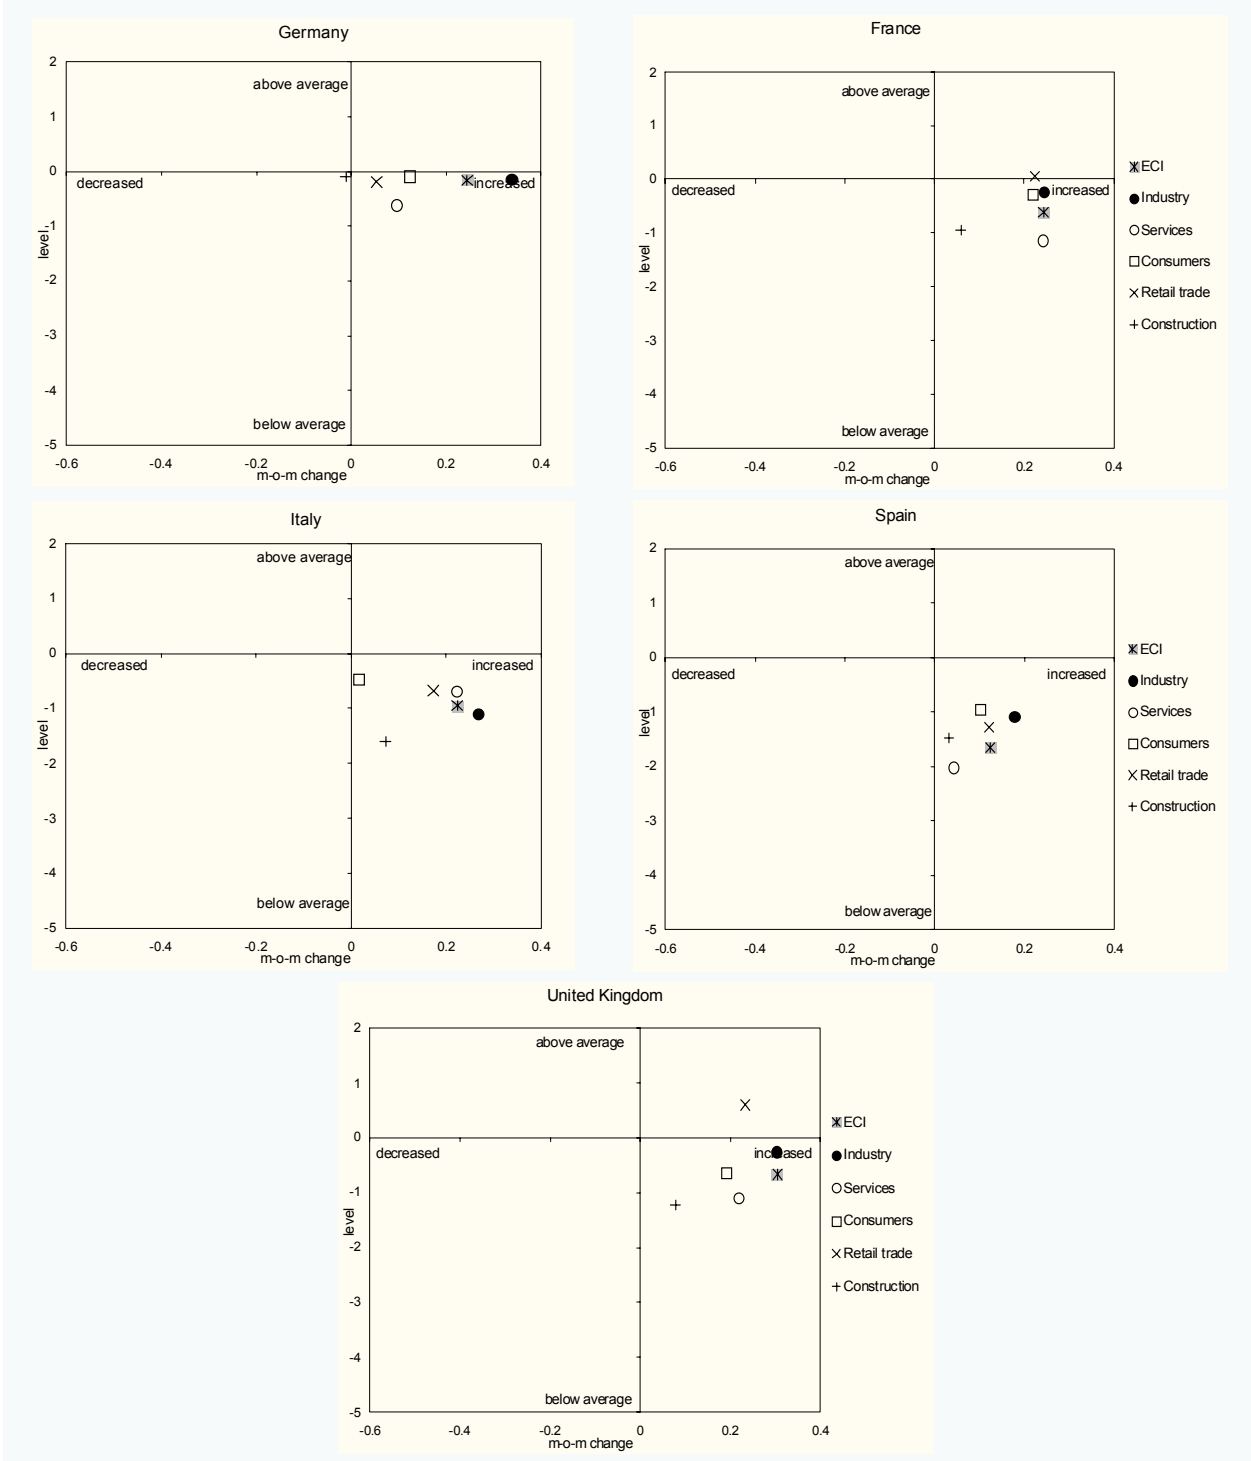 Germany
2
above average
1
0
decreased
increased
-1
level
-2
-3
-4
below average
-5
-0.6
-0.4
-0.2
0
0.2
0.4
m-o-m change
France
2
above average
1
0
decreased
increased
-1
level
-2
-3
-4
below average
-5
-0.6
-0.4
-0.2
0
0.2
0.4
m-o-m change
ECI
Industry
Services
Consumers
Retail trade
Construction
Italy
2
above average
1
0
decreased
increased
-1
level
-2
-3
-4
below average
-5
-0.6
-0.4
-0.2
0
0.2
0.4
m-o-m change
Spain
2
above average
1
0
decreased
increased
-1
level
-2
-3
-4
below average
-5
-0.6
-0.4
-0.2
0
0.2
0.4
m-o-m change
ECI
Industry
Services
Consumers
Retail trade
Construction
United Kingdom
2
above average
1
0
decreased
increased
-1
level
-2
-3
-4
below average
-5
-0.6
-0.4
-0.2
0
0.2
0.4
m-o-m change
ECI
Industry
Services
Consumers
Retail trade
Construction